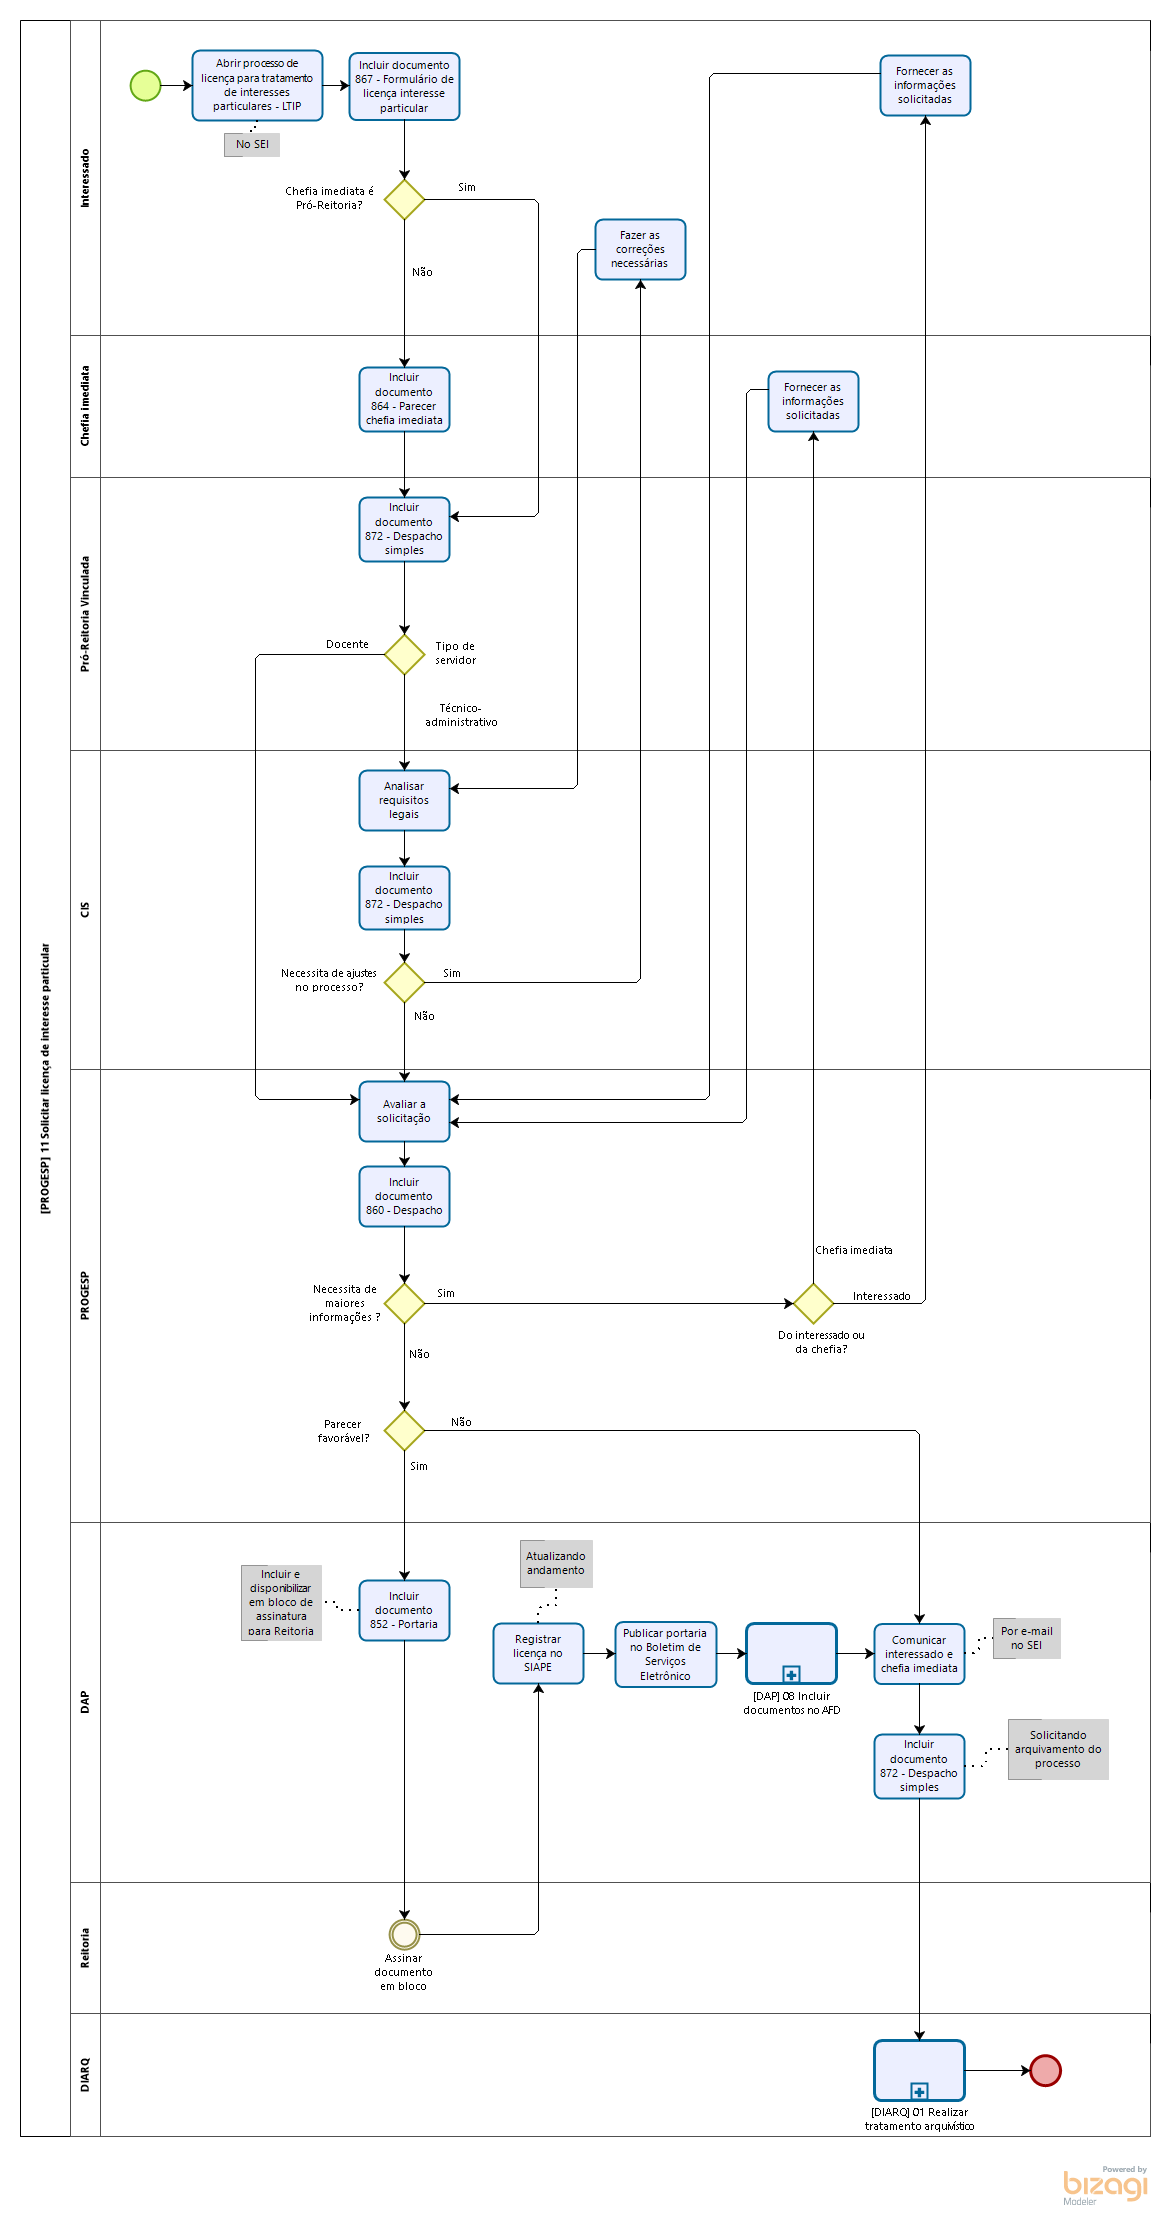 [PROGESP] 11 Solicitar licença de interesse particular
Interessado
Abrir processo de
licença para tratamento
de interesses
particulares - LTIP
Incluir documento
867 - Formulário de
licença interesse
particular
Fornecer as
informações
solicitadas
No SEI
Chefia imediata é
Pró-Reitoria?
Sim
Não
Fazer as
correções
necessárias
Chefia imediata
Incluir
documento
864 - Parecer
chefia imediata
Fornecer as
informações
solicitadas
Pró-Reitoria Vinculada
Incluir
documento
872 - Despacho
simples
Docente
Tipo de
servidor
Técnico-
administrativo
CIS
Analisar
requisitos
legais
Incluir
documento
872 - Despacho
simples
Necessita de ajustes
no processo?
Sim
Não
PROGESP
Avaliar a
solicitação
Incluir
documento
860 - Despacho
Chefia imediata
Necessita de
maiores
informações ?
Sim
Interessado
Do interessado ou
da chefia?
Não
Parecer
favorável?
Não
Sim
DAP
Incluir e
disponibilizar
em bloco de
assinatura
para Reitoria
Incluir
documento
852 - Portaria
Atualizando
andamento
Registrar
licença no
SIAPE
Publicar portaria
no Boletim de
Serviços
Eletrônico
[DAP] 08 Incluir
documentos no AFD
Comunicar
interessado e
chefia imediata
Por e-mail
no SEI
Incluir
documento
872 - Despacho
simples
Solicitando
arquivamento do
processo
Reitoria
Assinar
documento
em bloco
DIARQ
[DIARQ] 01 Realizar
tratamento arquivístico
Powered by
bizagi
Modeler